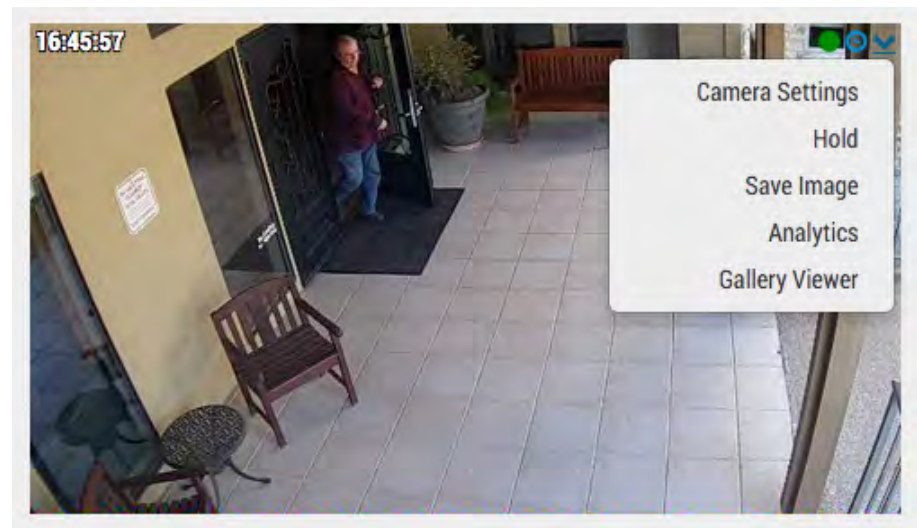 16:45:57
Camera Settings
Hold
Save Image
Analytics
Gallery Viewer